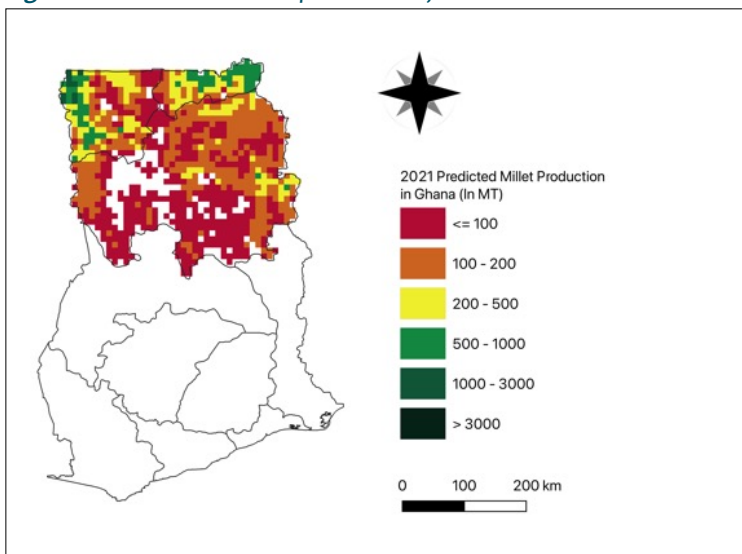 2021 Predicted Millet Production
in Ghana (In MT)
<= 100
100 - 200
200 - 500
500 - 1000
1000 - 3000
> 3000
0 100 200 km